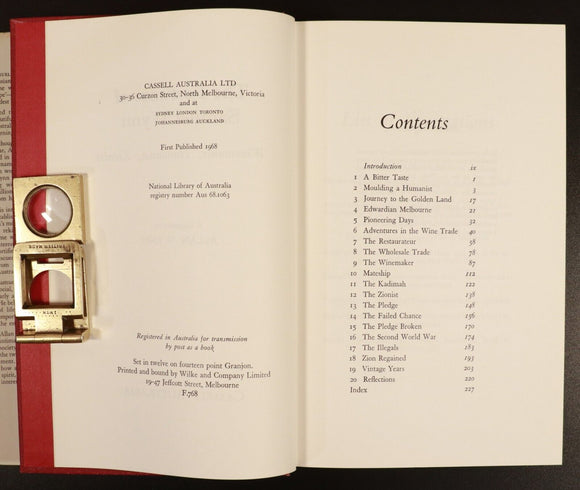 CASSELL AUSTRALIA LTD
30-36 Curzon Street, North Melbourne, Victoria
and at
SYDNEY LONDON TORONTO
JOHANNESBURG AUCKLAND
First Published 1968
National Library of Australia
registry number Aus 68.1063
Registered in Australia for transmission
by post as a book
Set in twelve on fourteen point Granjon.
Printed and bound by Wilke and Company Limited
19-47 Jeffcott Street, Melbourne
F.768
Contents
Introduction ix
1 A Bitter Taste 1
2 Moulding a Humanist 3
3 Journey to the Golden Land 17
4 Edwardian Melbourne 21
5 Pioneering Days 32
6 Adventures in the Wine Trade 40
7 The Restaurateur 58
8 The Wholesale Trade 78
9 The Winemaker 87
10 Mateship 112
11 The Kadimah 122
12 The Zionist 138
13 The Pledge 148
14 The Failed Chance 156
15 The Pledge Broken 170
16 The Second World War 174
17 The Illegals 183
18 Zion Regained 193
19 Vintage Years 203
20 Reflections 220
Index 227